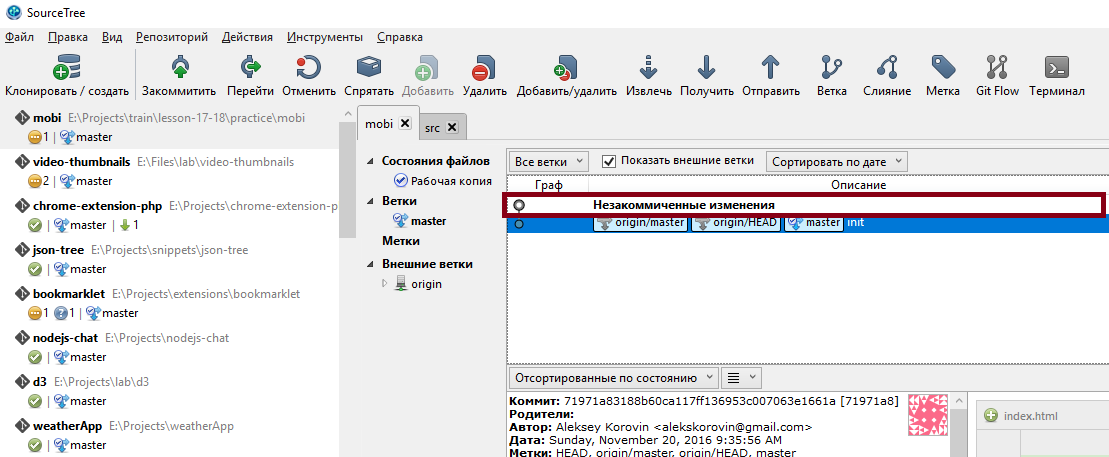 SourceTree
Файл Правка Вид Репозиторий Действия Инструменты Справка
Клонировать / создать Закоммитить Перейти Отменить Спрятать Добавить Удалить Добавить/удалить Извлечь Получить Отправить Ветка Слияние Метка Git Flow Терминал
mobi E:\Projects\train\lesson-17-18\practice\mobi
1 | master
video-thumbnails E:\Files\lab\video-thumbnails
2 | master
chrome-extension-php E:\Projects\chrome-extension-p
| master | 1
json-tree E:\Projects\snippets\json-tree
| master
bookmarklet E:\Projects\extensions\bookmarklet
1 ? 1 | master
nodejs-chat E:\Projects\nodejs-chat
| master
d3 E:\Projects\lab\d3
| master
weatherApp E:\Projects\weatherApp
| master
mobi src
Состояния файлов
Рабочая копия
Ветки
master
Метки
Внешние ветки
origin
Все ветки Показать внешние ветки Сортировать по дате
Граф Описание
Незакоммиченные изменения
origin/master origin/HEAD master init
Отсортированные по состоянию
Коммит: 71971a83188b60ca117ff136953c007063e1661a [71971a8]
Родители:
Автор: Aleksey Korovin <alekskorovin@gmail.com>
Дата: Sunday, November 20, 2016 9:35:56 AM
Метки: HEAD, origin/master, origin/HEAD, master
index.html